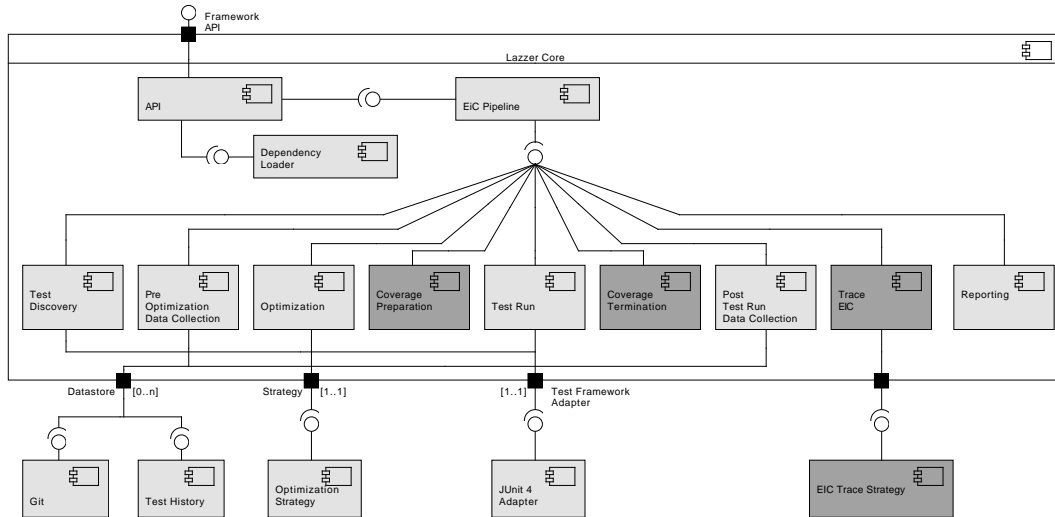 Framework
API
Lazzer Core
API
EiC Pipeline
Dependency
Loader
Test
Discovery
Pre
Optimization
Data Collection
Optimization
Coverage
Preparation
Test Run
Coverage
Termination
Post
Test Run
Data Collection
Trace
EIC
Reporting
Datastore
[0..n]
Strategy
[1..1]
[1..1]
Test Framework
Adapter
Git
Test History
Optimization
Strategy
JUnit 4
Adapter
EIC Trace Strategy